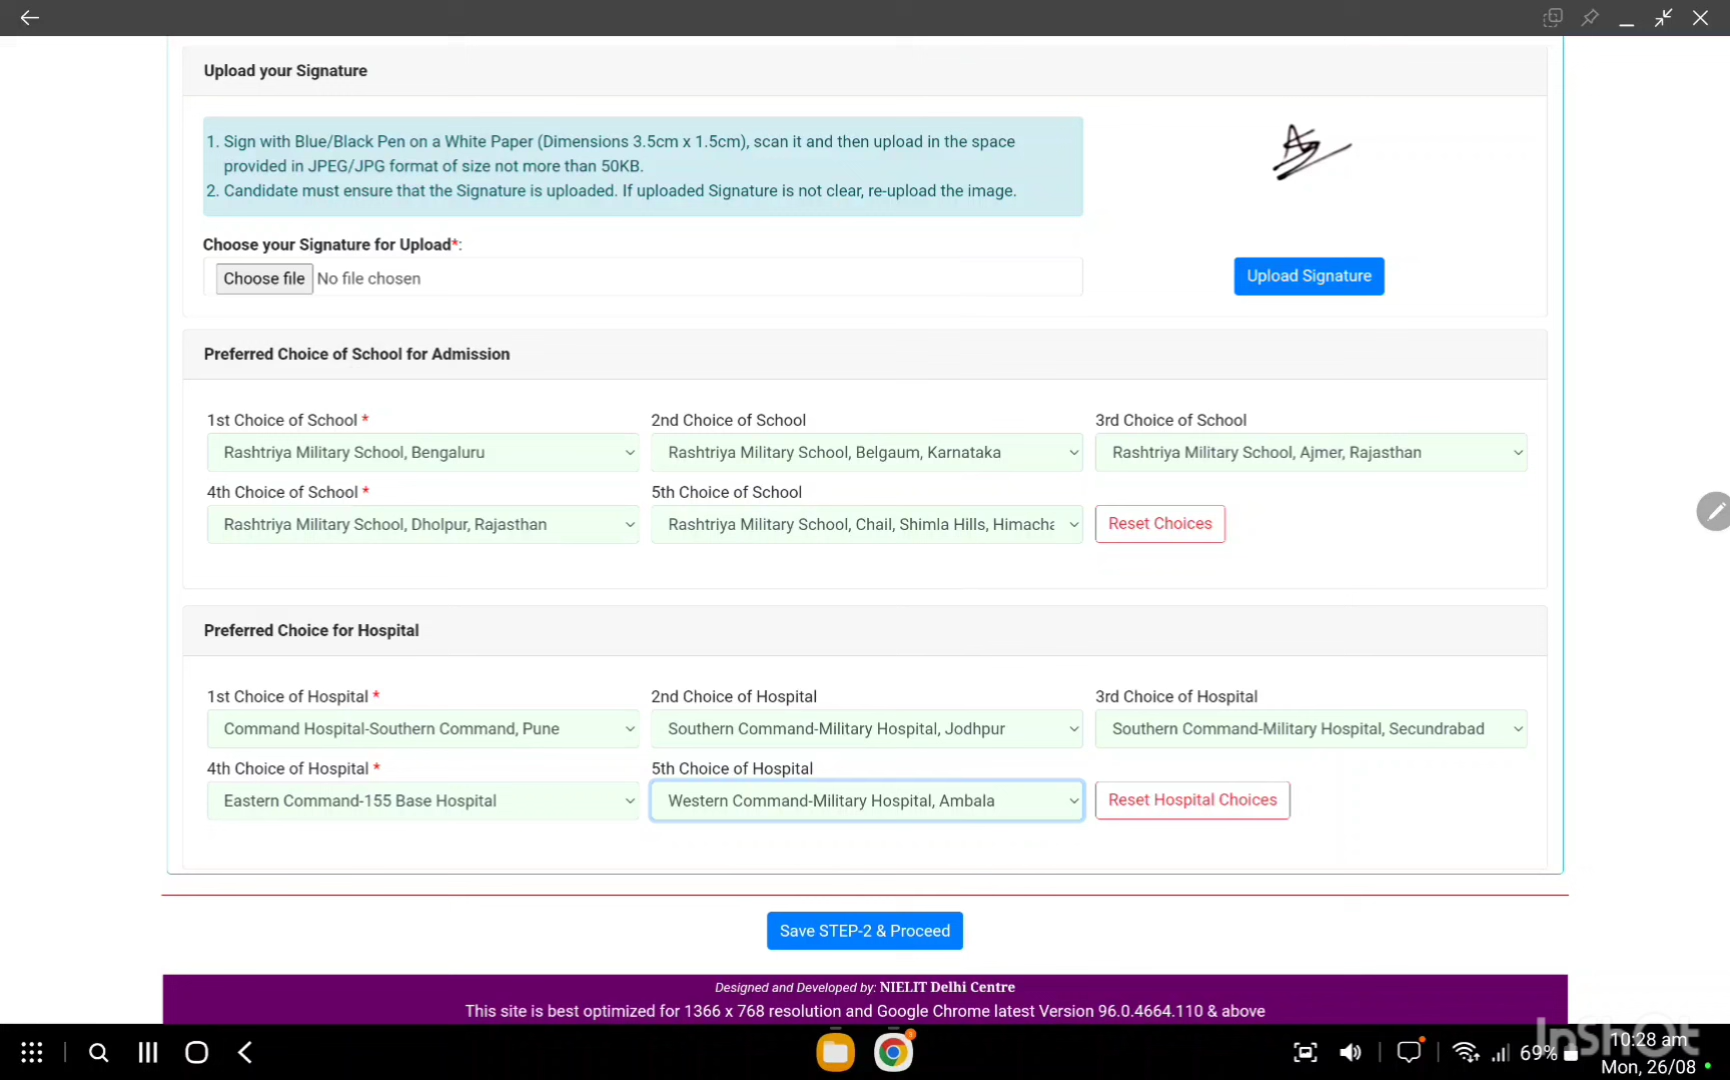 Upload your Signature
1. Sign with Blue/Black Pen on a White Paper (Dimensions 3.5cm x 1.5cm), scan it and then upload in the space
provided in JPEG/JPG format of size not more than 50KB.
2. Candidate must ensure that the Signature is uploaded. If uploaded Signature is not clear, re-upload the image.
Choose your Signature for Upload*:
Choose file No file chosen
Upload Signature
Preferred Choice of School for Admission
1st Choice of School * 2nd Choice of School 3rd Choice of School
Rashtriya Military School, Bengaluru Rashtriya Military School, Belgaum, Karnataka Rashtriya Military School, Ajmer, Rajasthan
4th Choice of School * 5th Choice of School
Rashtriya Military School, Dholpur, Rajasthan Rashtriya Military School, Chail, Shimla Hills, Himacha Reset Choices
Preferred Choice for Hospital
1st Choice of Hospital * 2nd Choice of Hospital 3rd Choice of Hospital
Command Hospital-Southern Command, Pune Southern Command-Military Hospital, Jodhpur Southern Command-Military Hospital, Secundrabad
4th Choice of Hospital * 5th Choice of Hospital
Eastern Command-155 Base Hospital Western Command-Military Hospital, Ambala Reset Hospital Choices
Save STEP-2 & Proceed
Designed and Developed by: NIELIT Delhi Centre
This site is best optimized for 1366 x 768 resolution and Google Chrome latest Version 96.0.4664.110 & above
InShOt
69% 10:28 am
Mon, 26/08